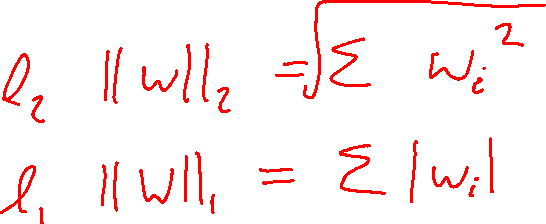 ℓ₂ ||w||₂ = √Σ wᵢ²
ℓ₁ ||w||₁ = Σ |wᵢ|